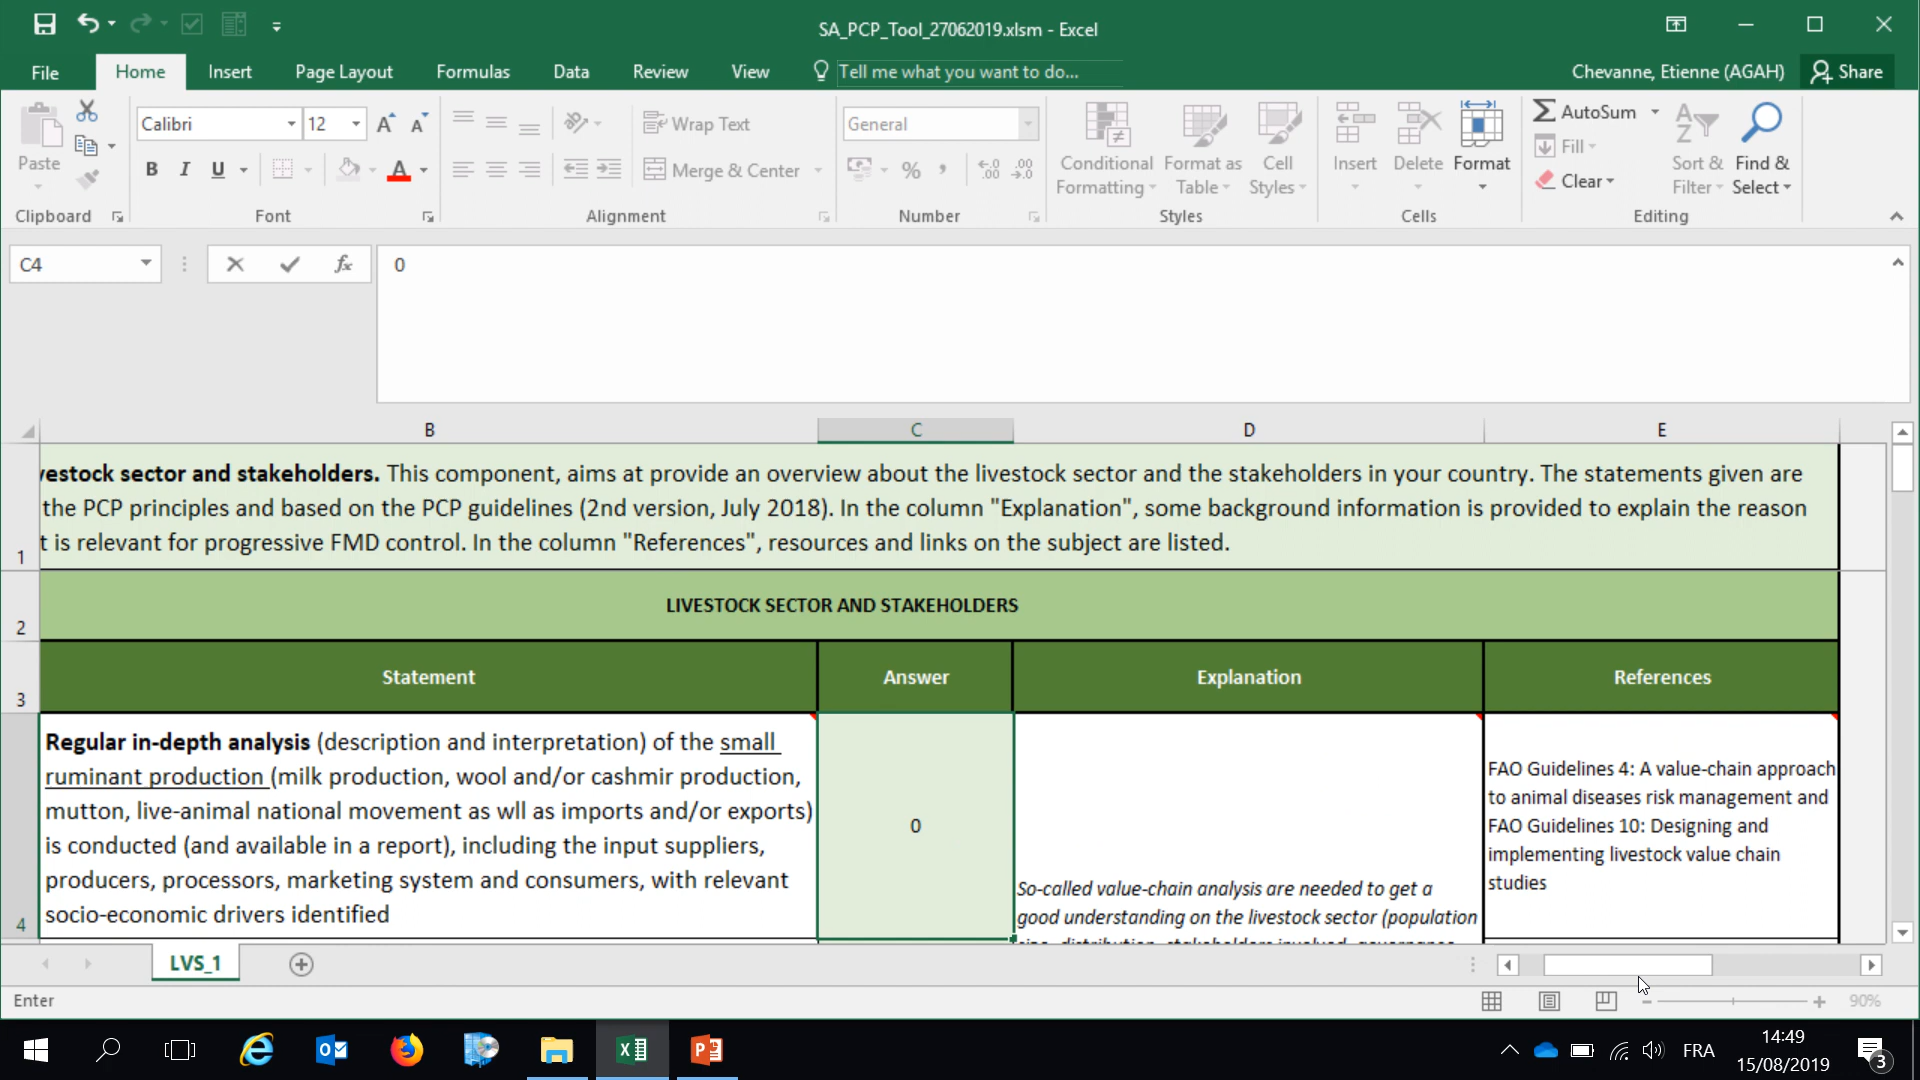 SA_PCP_Tool_27062019.xlsm - Excel
File Home Insert Page Layout Formulas Data Review View Tell me what you want to do... Chevanne, Etienne (AGAH) Share
Calibri 12
Wrap Text
General
AutoSum
Paste
B I U
Merge & Center
%
Conditional Formatting
Format as Table
Cell Styles
Insert
Delete
Format
Fill
Clear
Sort & Filter
Find & Select
Clipboard Font Alignment Number Styles Cells Editing
C4
fx
0
B C D E
vestock sector and stakeholders. This component, aims at provide an overview about the livestock sector and the stakeholders in your country. The statements given are
the PCP principles and based on the PCP guidelines (2nd version, July 2018). In the column "Explanation", some background information is provided to explain the reason
t is relevant for progressive FMD control. In the column "References", resources and links on the subject are listed.
1
LIVESTOCK SECTOR AND STAKEHOLDERS
2
Statement Answer Explanation References
3
Regular in-depth analysis (description and interpretation) of the small
ruminant production (milk production, wool and/or cashmir production,
mutton, live-animal national movement as wll as imports and/or exports)
is conducted (and available in a report), including the input suppliers,
producers, processors, marketing system and consumers, with relevant
socio-economic drivers identified
0
So-called value-chain analysis are needed to get a
good understanding on the livestock sector (population
FAO Guidelines 4: A value-chain approach
to animal diseases risk management and
FAO Guidelines 10: Designing and
implementing livestock value chain
studies
4
LVS_1
Enter
90%
FRA
14:49
15/08/2019
3